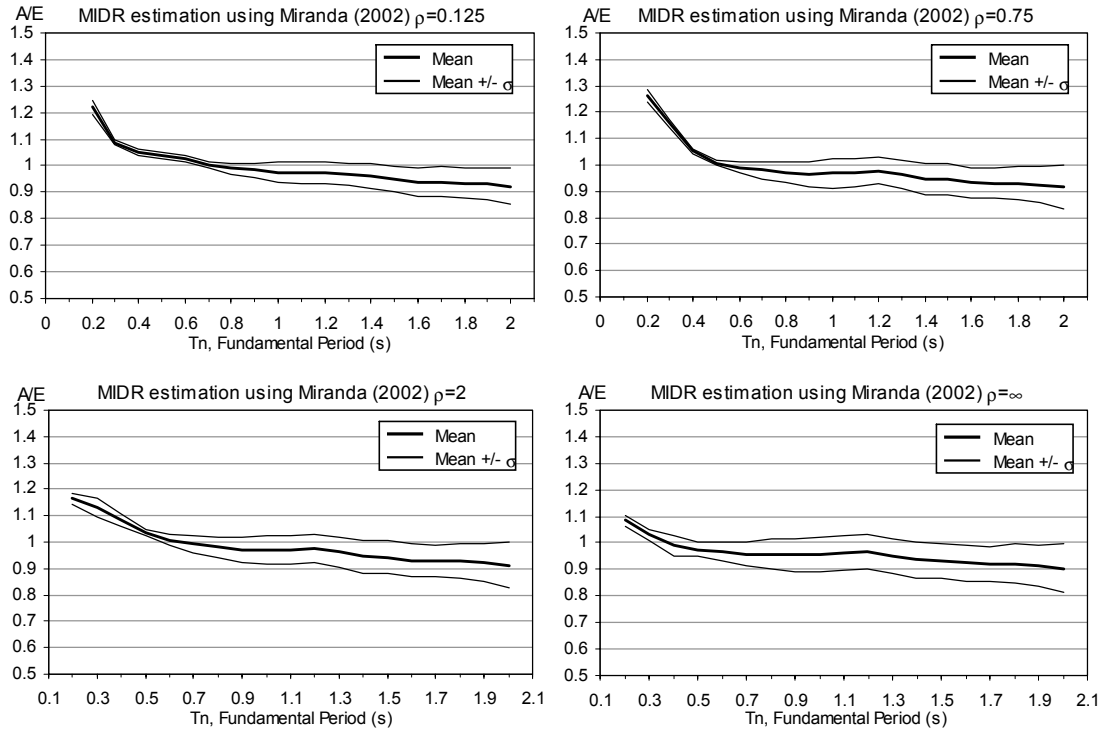 A/E MIDR estimation using Miranda (2002) ρ=0.125
1.5
1.4
1.3
1.2
1.1
1
0.9
0.8
0.7
0.6
0.5
Mean
Mean +/- σ
0 0.2 0.4 0.6 0.8 1 1.2 1.4 1.6 1.8 2
Tn, Fundamental Period (s)
A/E MIDR estimation using Miranda (2002) ρ=0.75
1.5
1.4
1.3
1.2
1.1
1
0.9
0.8
0.7
0.6
0.5
Mean
Mean +/- σ
0 0.2 0.4 0.6 0.8 1 1.2 1.4 1.6 1.8 2
Tn, Fundamental Period (s)
A/E MIDR estimation using Miranda (2002) ρ=2
1.5
1.4
1.3
1.2
1.1
1
0.9
0.8
0.7
0.6
0.5
Mean
Mean +/- σ
0.1 0.3 0.5 0.7 0.9 1.1 1.3 1.5 1.7 1.9 2.1
Tn, Fundamental Period (s)
A/E MIDR estimation using Miranda (2002) ρ=∞
1.5
1.4
1.3
1.2
1.1
1
0.9
0.8
0.7
0.6
0.5
Mean
Mean +/- σ
0.1 0.3 0.5 0.7 0.9 1.1 1.3 1.5 1.7 1.9 2.1
Tn, Fundamental Period (s)